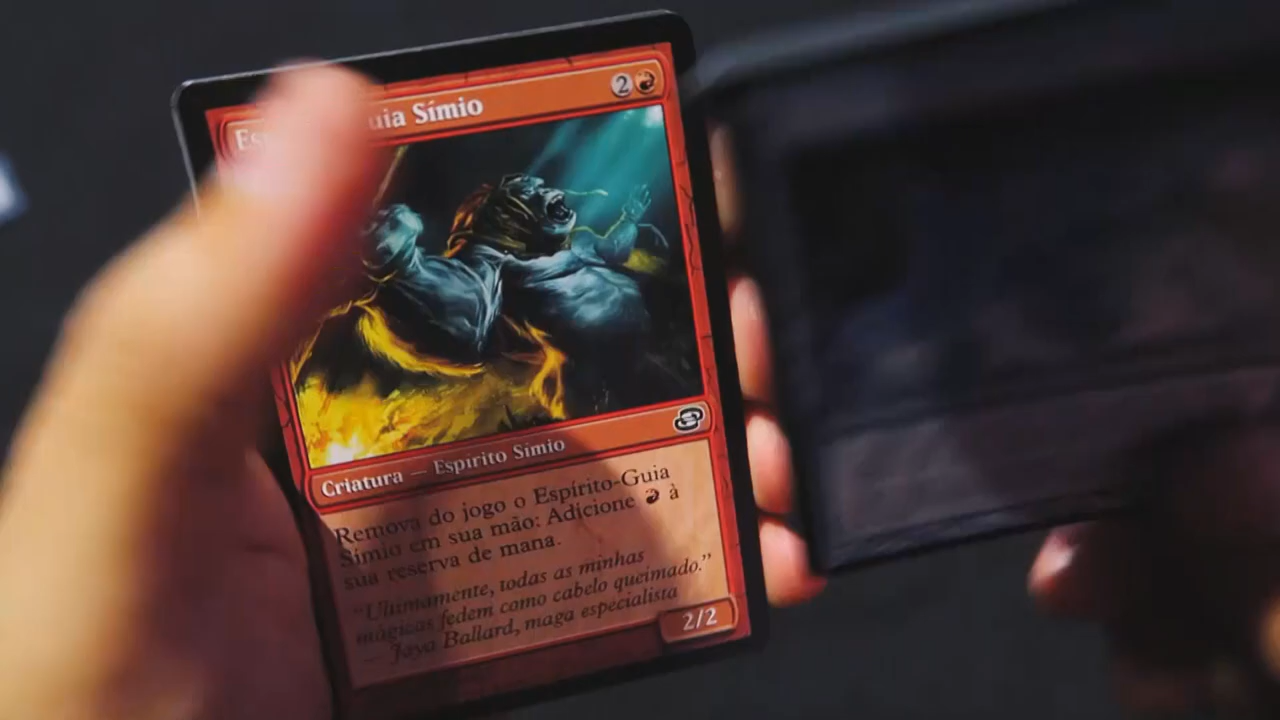 Es uia Símio 2
Criatura — Espírito Símio
Remova do jogo o Espírito-Guia
Símio em sua mão: Adicione à
sua reserva de mana.
“Ultimamente, todas as minhas
mágicas fedem como cabelo queimado.”
— Jaya Ballard, maga especialista
2/2